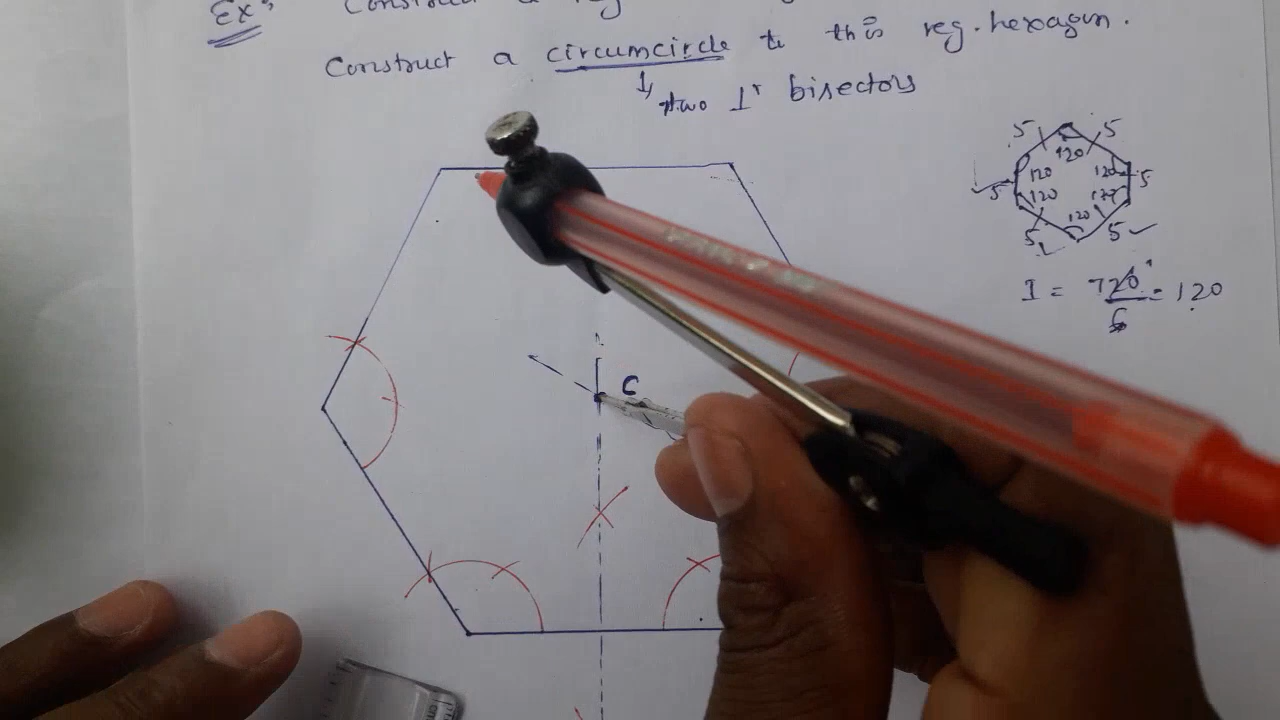 Ex:
Construct a circumcircle to this reg. hexagon.
↳ two ⊥r bisectors
5 5
120
120 120
5 5
120 120
120
5 5
I = 720/6 = 120
C